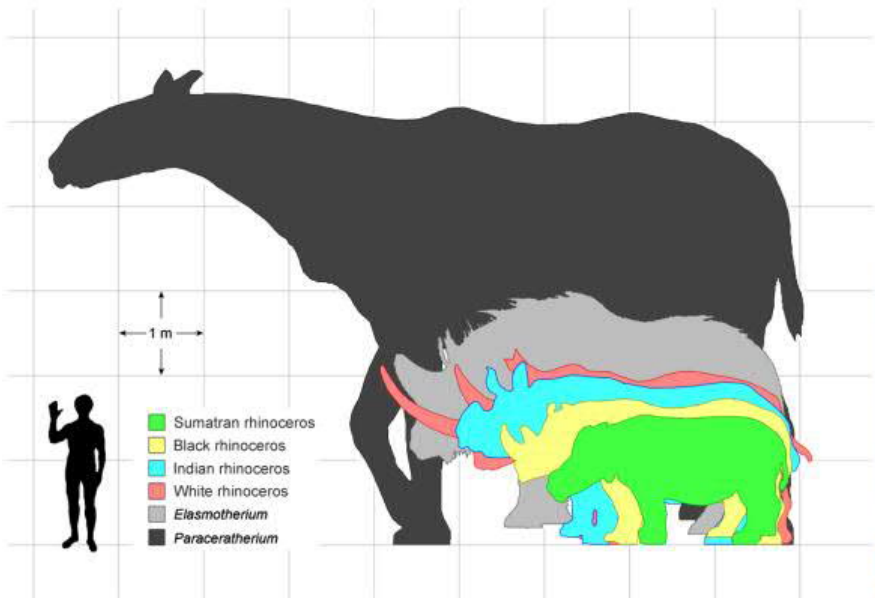 1 m
Sumatran rhinoceros
Black rhinoceros
Indian rhinoceros
White rhinoceros
Elasmotherium
Paraceratherium